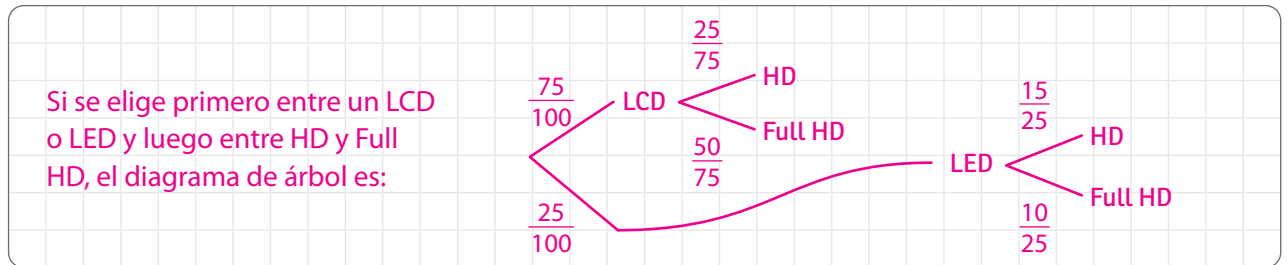 Si se elige primero entre un LCD
o LED y luego entre HD y Full
HD, el diagrama de árbol es:
75
100
25
100
LCD
25
75
50
75
HD
Full HD
LED
15
25
10
25
HD
Full HD